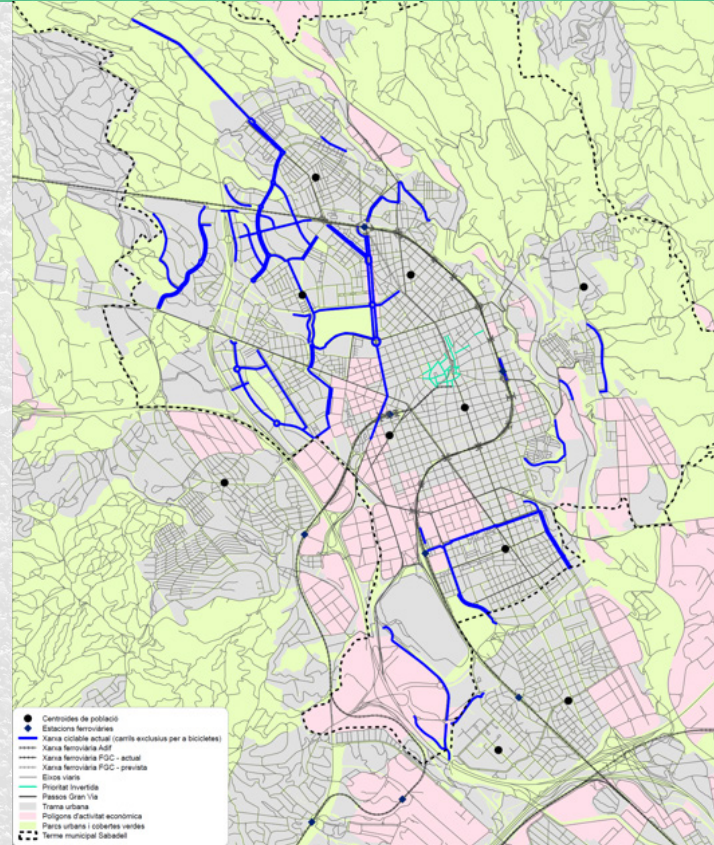 Centroides de població
Estacions ferroviàries
Xarxa ciclable actual (carrils exclusius per a bicicletes)
Xarxa ferroviària Adif
Xarxa ferroviària FGC - actual
Xarxa ferroviària FGC - prevista
Eixos viaris
Prioritat Invertida
Passos Gran Via
Trama urbana
Polígons d'activitat econòmica
Parcs urbans i cobertes verdes
Terme municipal Sabadell